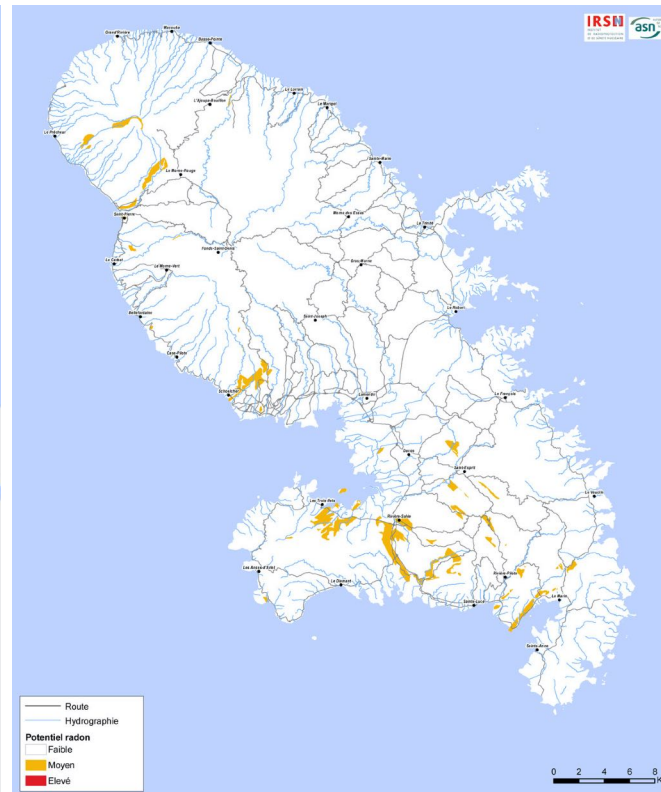 IRSN
INSTITUT
asn
Grand'Rivière
Macouba
Basse-Pointe
L'Ajoupa-Bouillon
Le Lorrain
Le Marigot
Le Prêcheur
Sainte-Marie
Le Morne-Rouge
Saint-Pierre
Morne-des-Esses
La Trinité
Fonds-Saint-Denis
Le Carbet
Le Morne-Vert
Gros-Morne
Bellefontaine
Saint-Joseph
Le Robert
Case-Pilote
Schoelcher
Lamentin
Le François
Ducos
Saint-Esprit
Le Vauclin
Les Trois-Ilets
Rivière-Salée
Les Anses-d'Arlet
Le Diamant
Rivière-Pilote
Le Marin
Sainte-Luce
Sainte-Anne
Route
Hydrographie
Potentiel radon
Faible
Moyen
Elevé
0 2 4 6 8
K